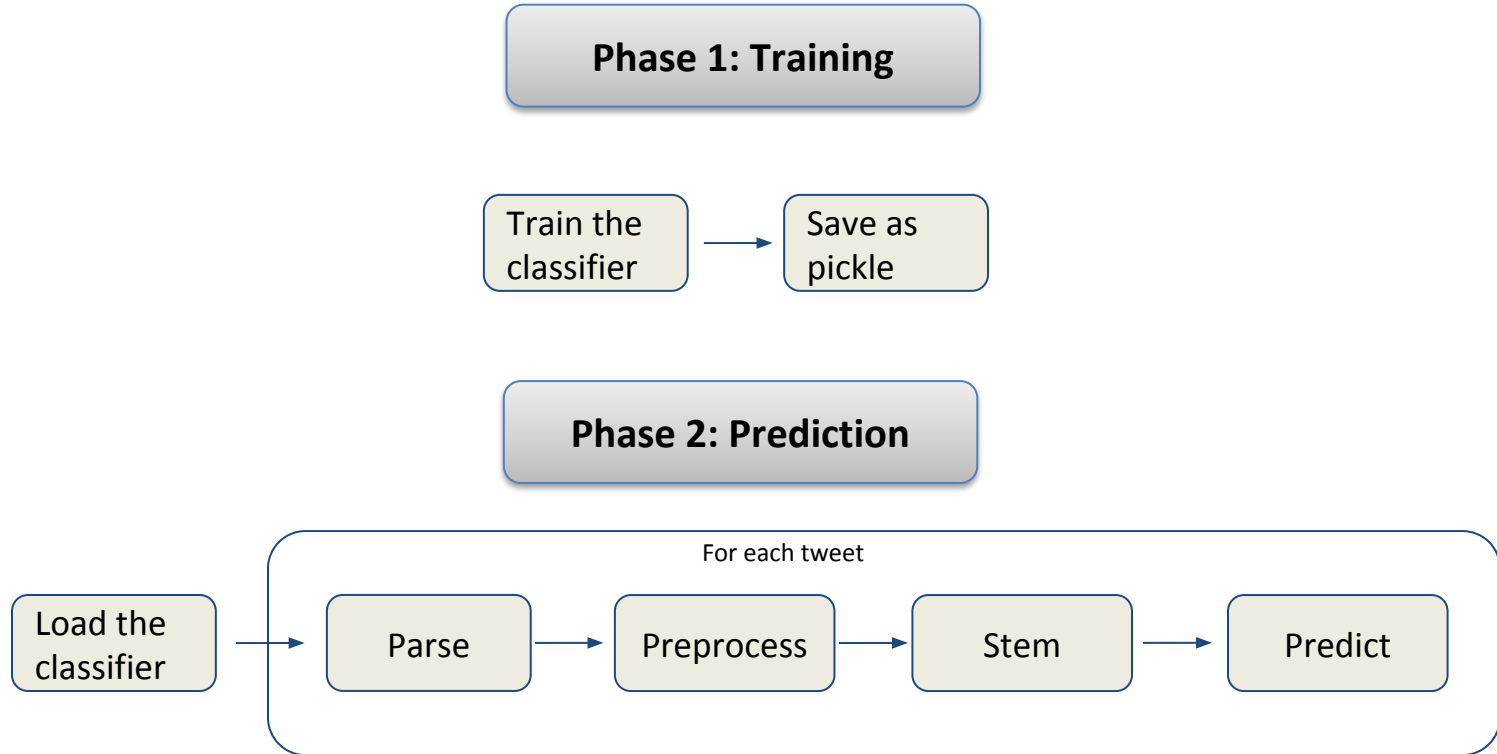 Phase 1: Training
Train the
classifier
Save as
pickle
Phase 2: Prediction
For each tweet
Load the
classifier
Parse
Preprocess
Stem
Predict